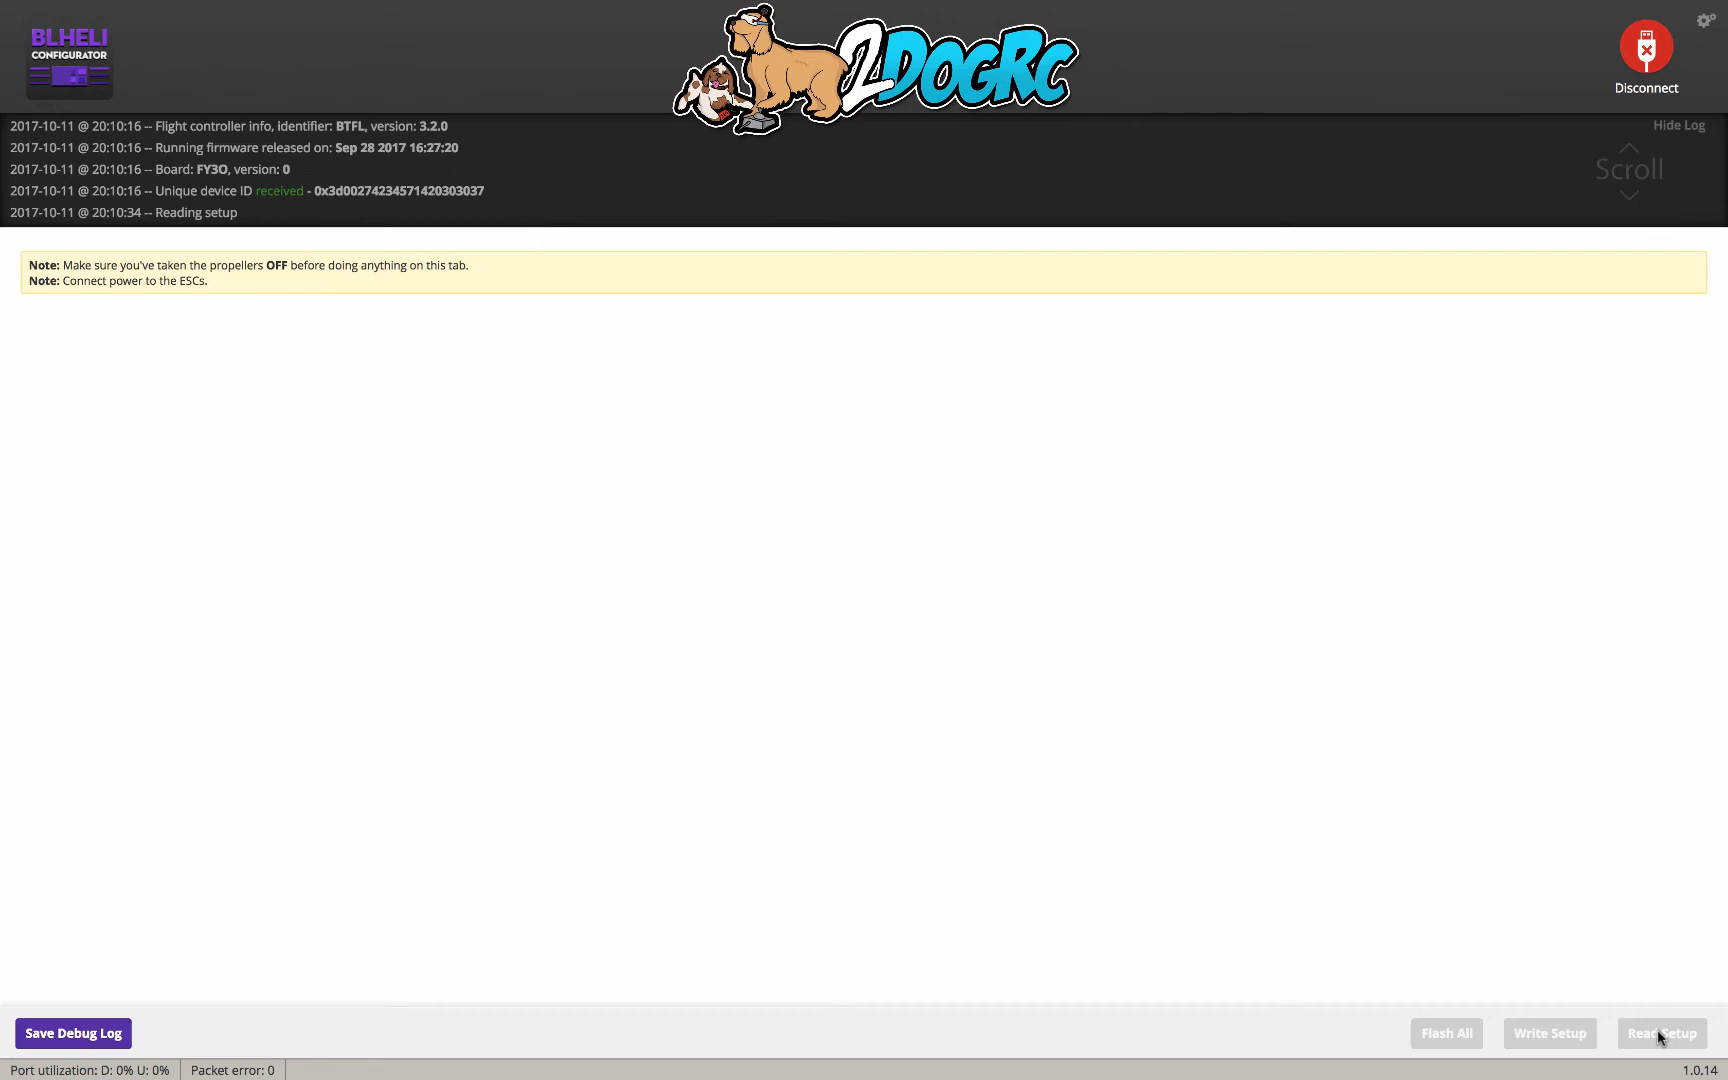 BLHELI
CONFIGURATOR
2DOGRC
Disconnect
2017-10-11 @ 20:10:16 -- Flight controller info, identifier: BTFL, version: 3.2.0
2017-10-11 @ 20:10:16 -- Running firmware released on: Sep 28 2017 16:27:20
2017-10-11 @ 20:10:16 -- Board: FY3O, version: 0
2017-10-11 @ 20:10:16 -- Unique device ID received - 0x3d00274234571420303037
2017-10-11 @ 20:10:34 -- Reading setup
Hide Log
Scroll
Note: Make sure you've taken the propellers OFF before doing anything on this tab.
Note: Connect power to the ESCs.
Save Debug Log
Flash All
Write Setup
Read Setup
Port utilization: D: 0% U: 0%
Packet error: 0
1.0.14